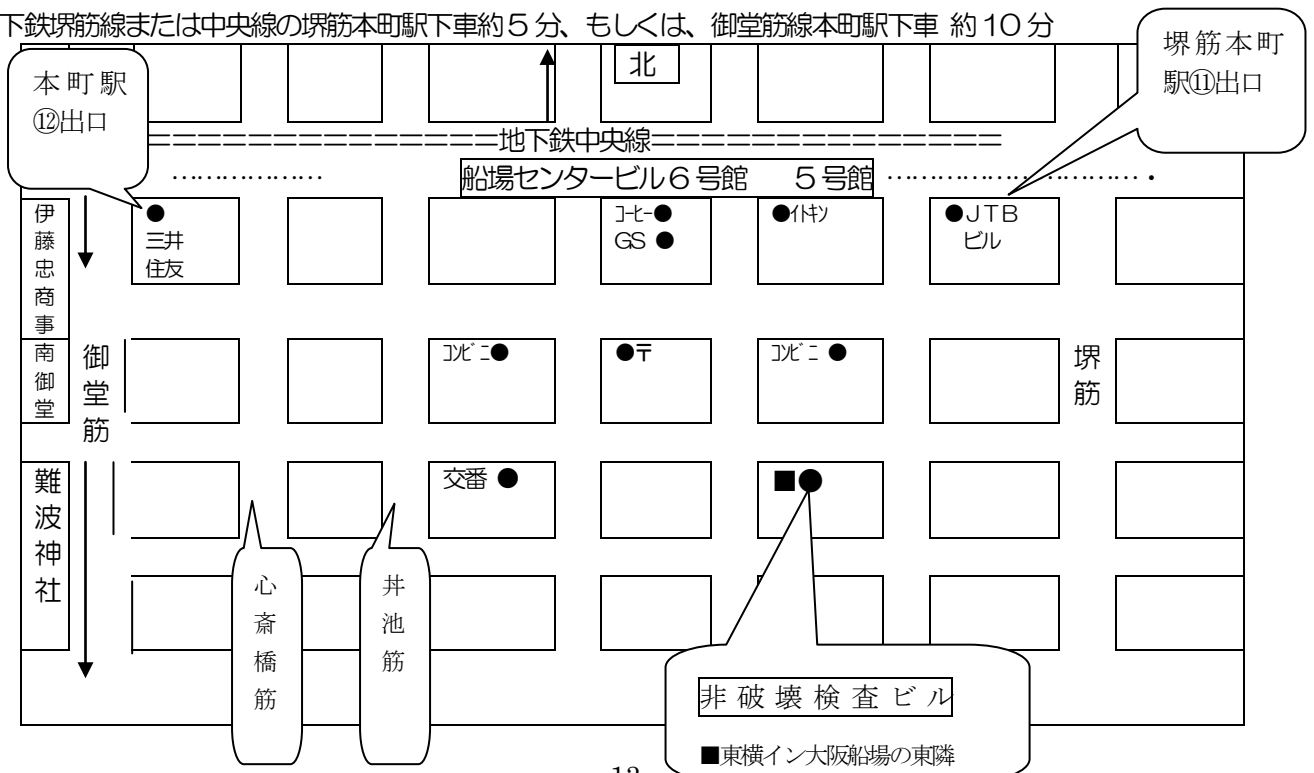 下鉄堺筋線または中央線の堺筋本町駅下車約５分、もしくは、御堂筋線本町駅下車 約１０分
本町駅
⑫出口
北
堺筋本町
駅⑪出口
===============地下鉄中央線===============
………………
船場センタービル６号館　５号館
…………………………・
伊藤忠商事
●
三井
住友
ｺｰﾋｰ●
GS ●
●ｲﾄｷﾝ
●ＪＴＢ
ビル
南御堂
御堂筋
ｺﾝﾋﾞﾆ●
●〒
ｺﾝﾋﾞﾆ ●
堺筋
難波神社
交番 ●
■●
心斎橋筋
丼池筋
非破壊検査ビル
■東横イン大阪船場の東隣